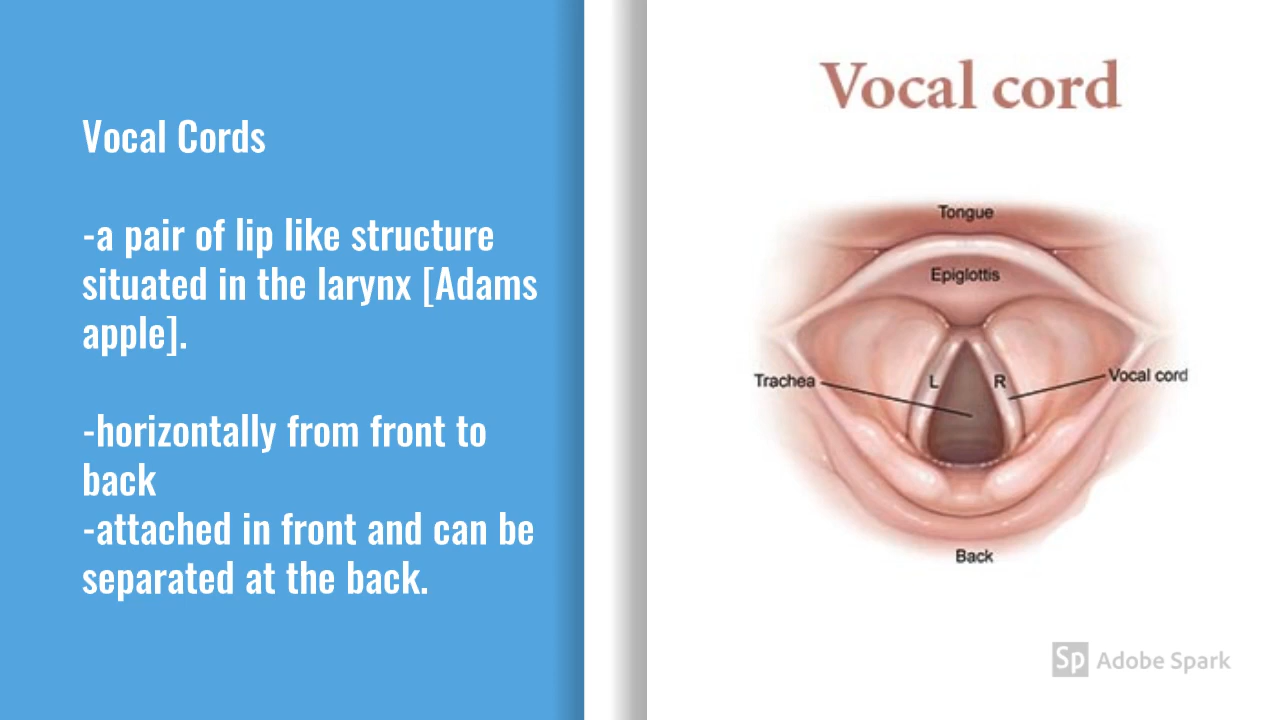 Vocal Cords
-a pair of lip like structure
situated in the larynx [Adams
apple].
-horizontally from front to
back
-attached in front and can be
separated at the back.
Vocal cord
Tongue
Epiglottis
Trachea
L
R
Vocal cord
Back
Sp Adobe Spark